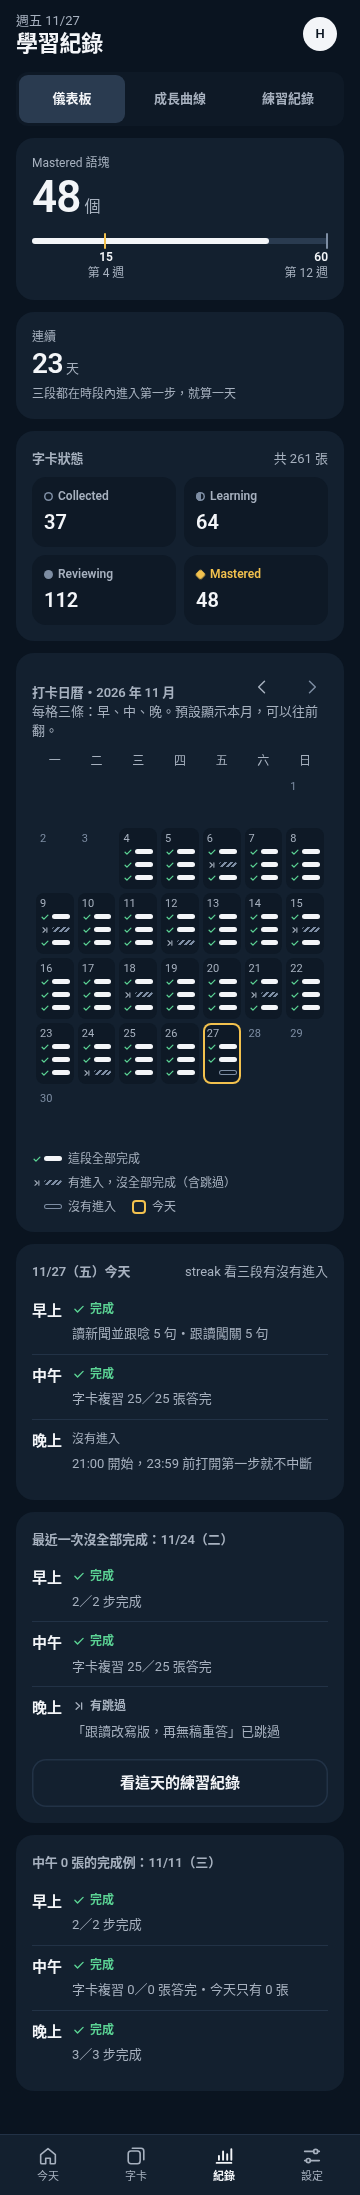 週五 11/27
學習紀錄
H
儀表板 成長曲線 練習紀錄
Mastered 語塊
48 個
15 60
第 4 週 第 12 週
連續
23 天
三段都在時段內進入第一步，就算一天
字卡狀態 共 261 張
Collected Learning
37 64
Reviewing Mastered
112 48
打卡日曆・2026 年 11 月
每格三條：早、中、晚。預設顯示本月，可以往前
翻。
一 二 三 四 五 六 日
1
2 3 4 5 6 7 8
9 10 11 12 13 14 15
16 17 18 19 20 21 22
23 24 25 26 27 28 29
30
這段全部完成
有進入，沒全部完成（含跳過）
沒有進入 今天
11/27（五）今天 streak 看三段有沒有進入
早上 完成
讀新聞並跟唸 5 句・跟讀闖關 5 句
中午 完成
字卡複習 25／25 張答完
晚上 沒有進入
21:00 開始，23:59 前打開第一步就不中斷
最近一次沒全部完成：11/24（二）
早上 完成
2／2 步完成
中午 完成
字卡複習 25／25 張答完
晚上 有跳過
「跟讀改寫版，再無稿重答」已跳過
看這天的練習紀錄
中午 0 張的完成例：11/11（三）
早上 完成
2／2 步完成
中午 完成
字卡複習 0／0 張答完・今天只有 0 張
晚上 完成
3／3 步完成
今天 字卡 紀錄 設定